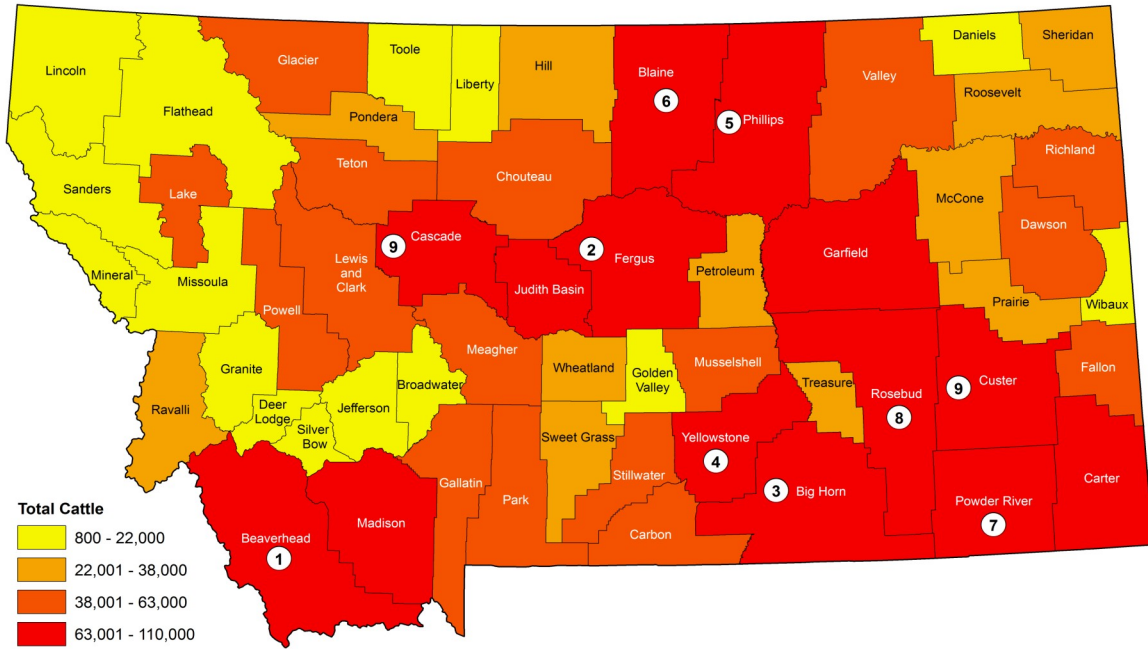 Lincoln
Flathead
Glacier
Toole
Liberty
Hill
Blaine
6
5
Phillips
Valley
Daniels
Sheridan
Roosevelt
Pondera
Teton
Chouteau
Richland
McCone
Dawson
Sanders
Lake
Mineral
Missoula
Powell
Lewis
and
Clark
9
Cascade
Judith Basin
2
Fergus
Petroleum
Garfield
Prairie
Wibaux
Ravalli
Granite
Deer
Lodge
Silver
Bow
Jefferson
Broadwater
Meagher
Wheatland
Golden
Valley
Musselshell
Treasure
Rosebud
8
9
Custer
Fallon
Sweet Grass
Yellowstone
4
Stillwater
Gallatin
Park
Carbon
3
Big Horn
Powder River
7
Carter
Madison
Beaverhead
1
Total Cattle
800 - 22,000
22,001 - 38,000
38,001 - 63,000
63,001 - 110,000